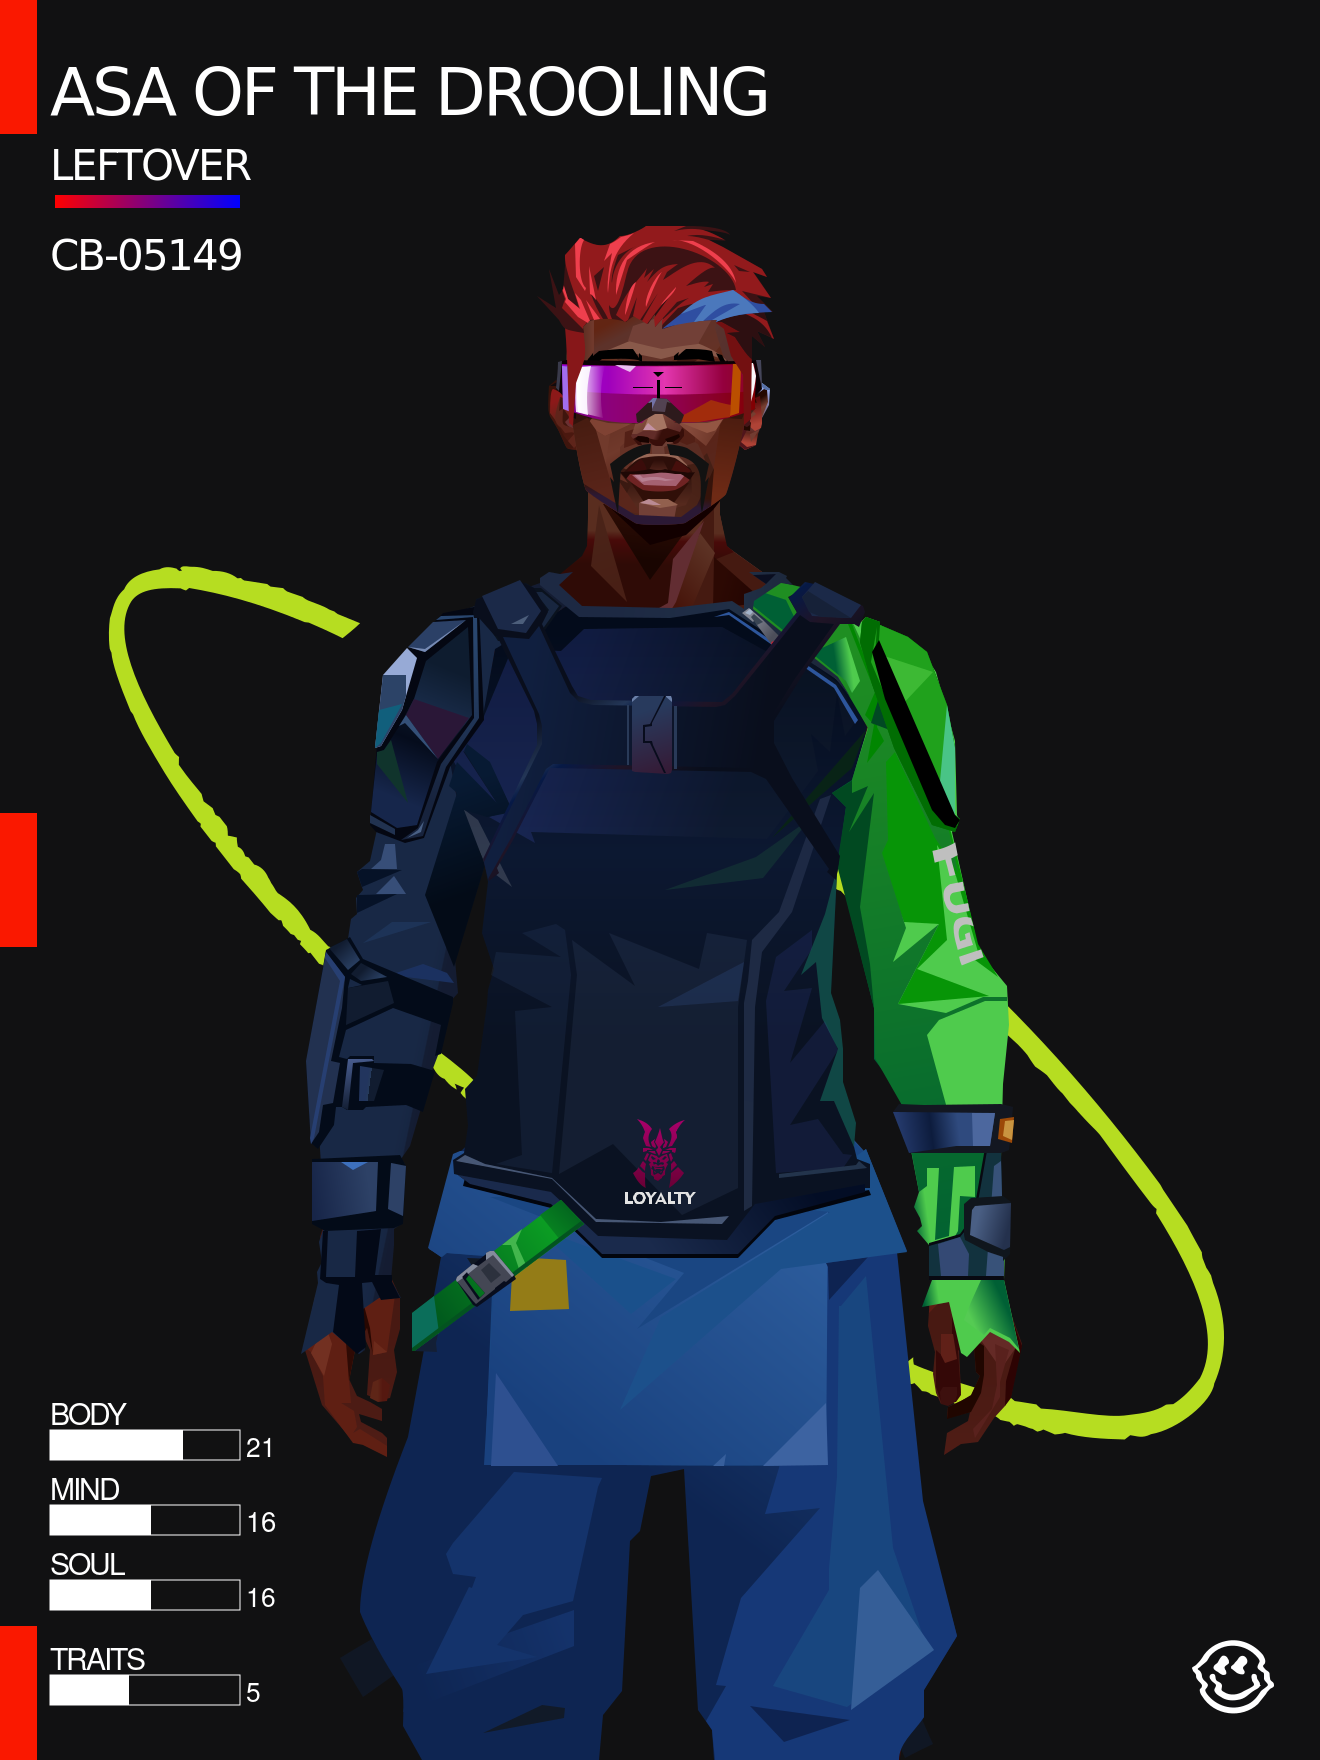 ASA OF THE DROOLING
LEFTOVER
CB-05149
FUGI
LOYALTY
BODY
21
MIND
16
SOUL
16
TRAITS
5